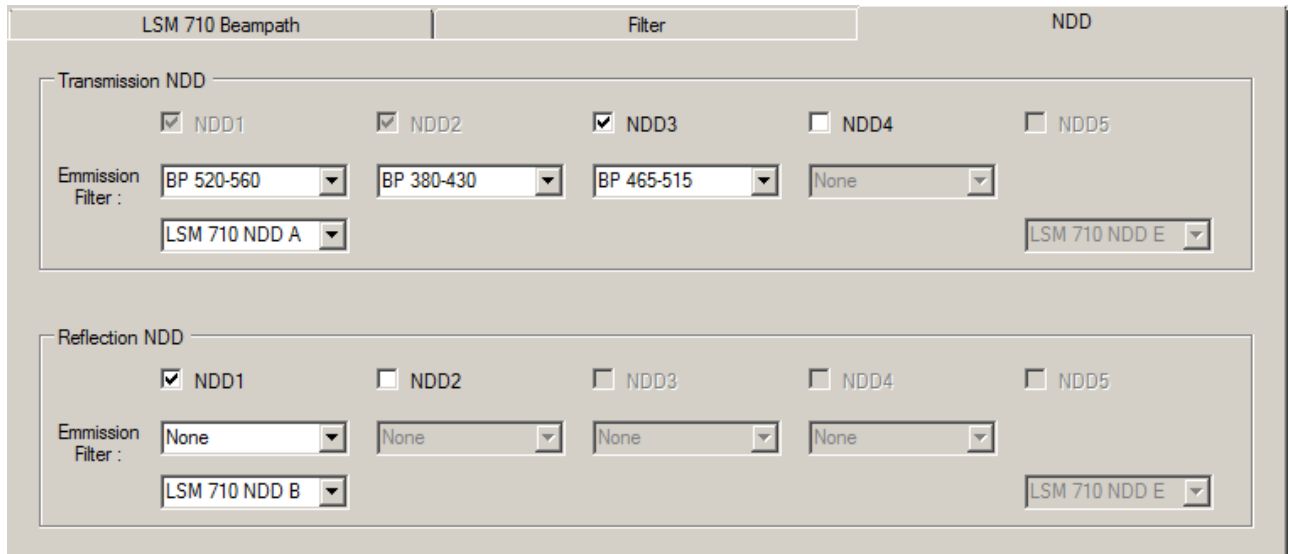 LSM 710 Beampath Filter NDD
Transmission NDD
NDD1 NDD2 NDD3 NDD4 NDD5
Emmission
Filter :
BP 520-560 BP 380-430 BP 465-515 None
LSM 710 NDD A LSM 710 NDD E
Reflection NDD
NDD1 NDD2 NDD3 NDD4 NDD5
Emmission
Filter :
None None None None
LSM 710 NDD B LSM 710 NDD E